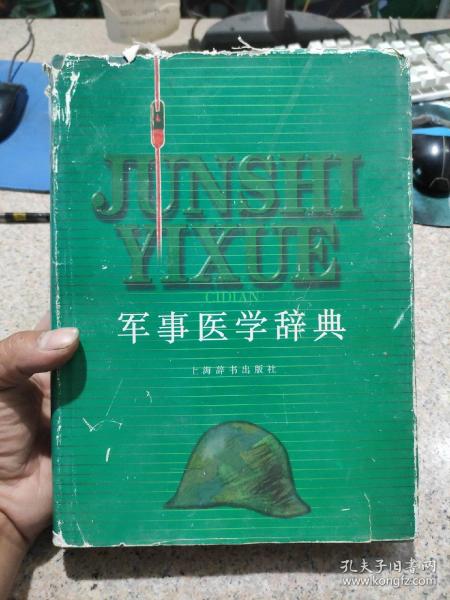 JUNSHI
YIXUE
CIDIAN
军事医学辞典
上海辞书出版社
孔夫子旧书网
www.kongfz.com